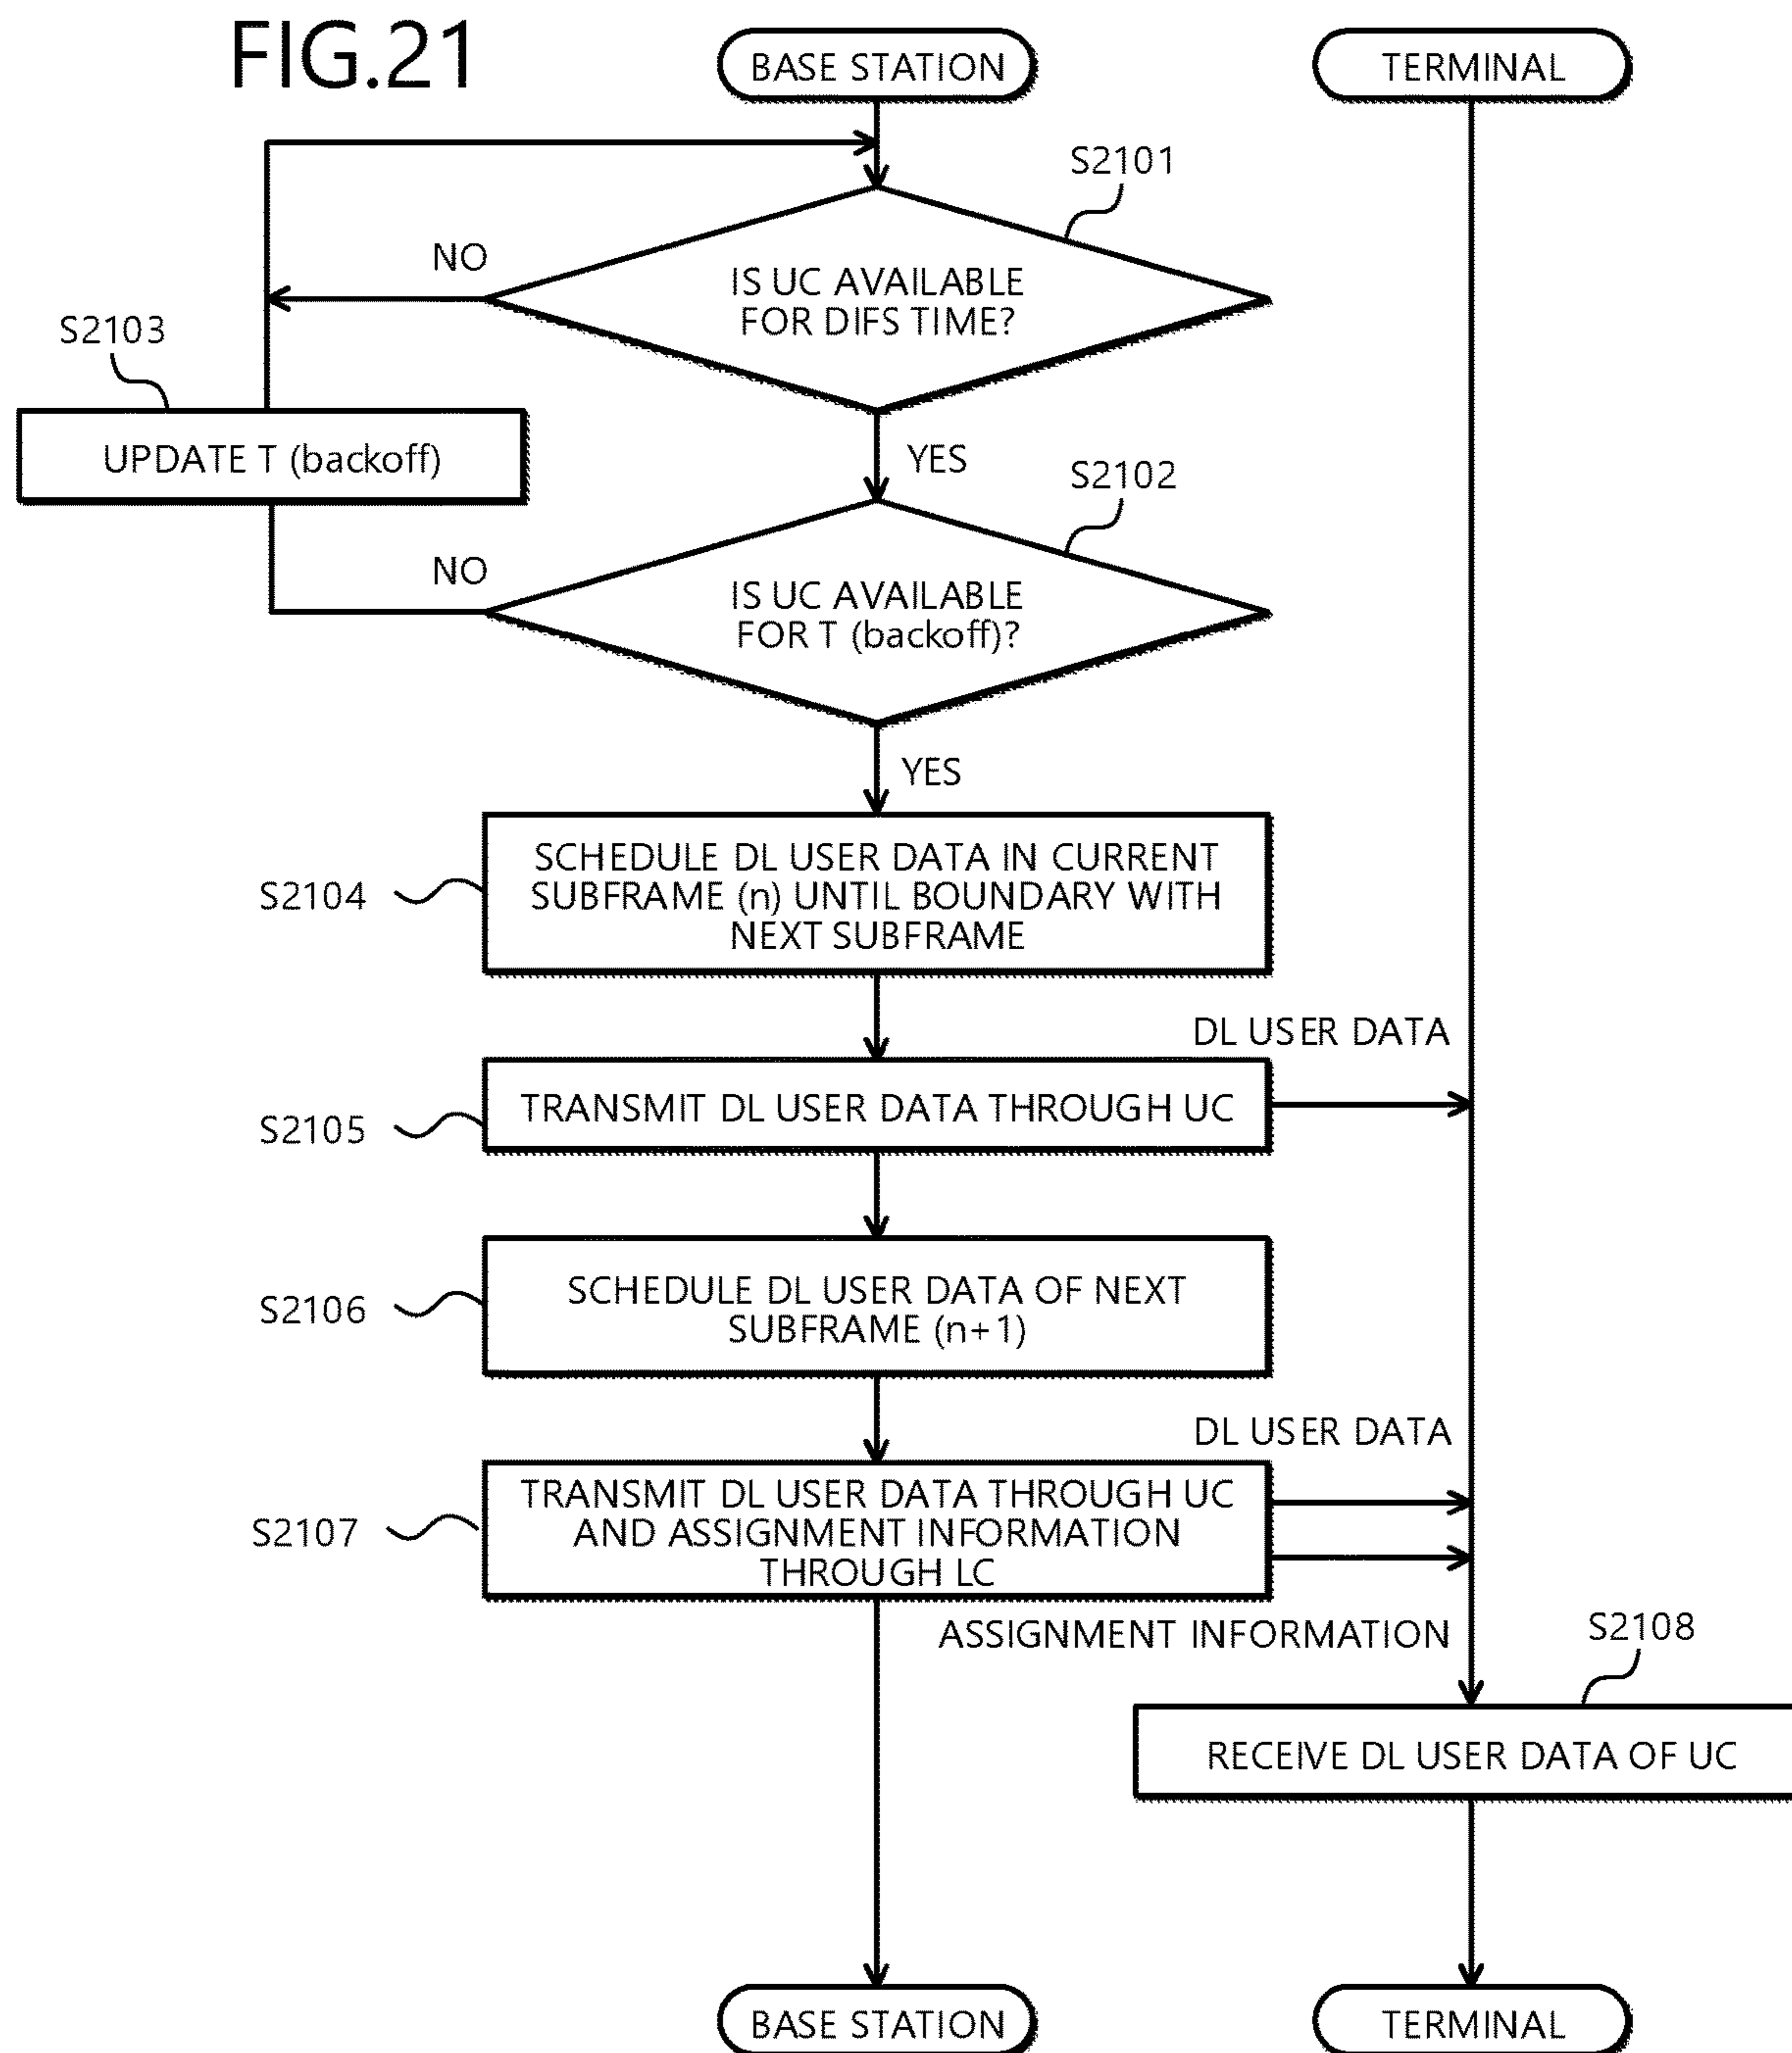 FIG.21
BASE STATION
TERMINAL
S2101
NO
IS UC AVAILABLE
FOR DIFS TIME?
S2103
UPDATE T (backoff)
YES
S2102
NO
IS UC AVAILABLE
FOR T (backoff)?
YES
S2104
SCHEDULE DL USER DATA IN CURRENT
SUBFRAME (n) UNTIL BOUNDARY WITH
NEXT SUBFRAME
DL USER DATA
S2105
TRANSMIT DL USER DATA THROUGH UC
S2106
SCHEDULE DL USER DATA OF NEXT
SUBFRAME (n+1)
DL USER DATA
S2107
TRANSMIT DL USER DATA THROUGH UC
AND ASSIGNMENT INFORMATION
THROUGH LC
ASSIGNMENT INFORMATION
S2108
RECEIVE DL USER DATA OF UC
BASE STATION
TERMINAL